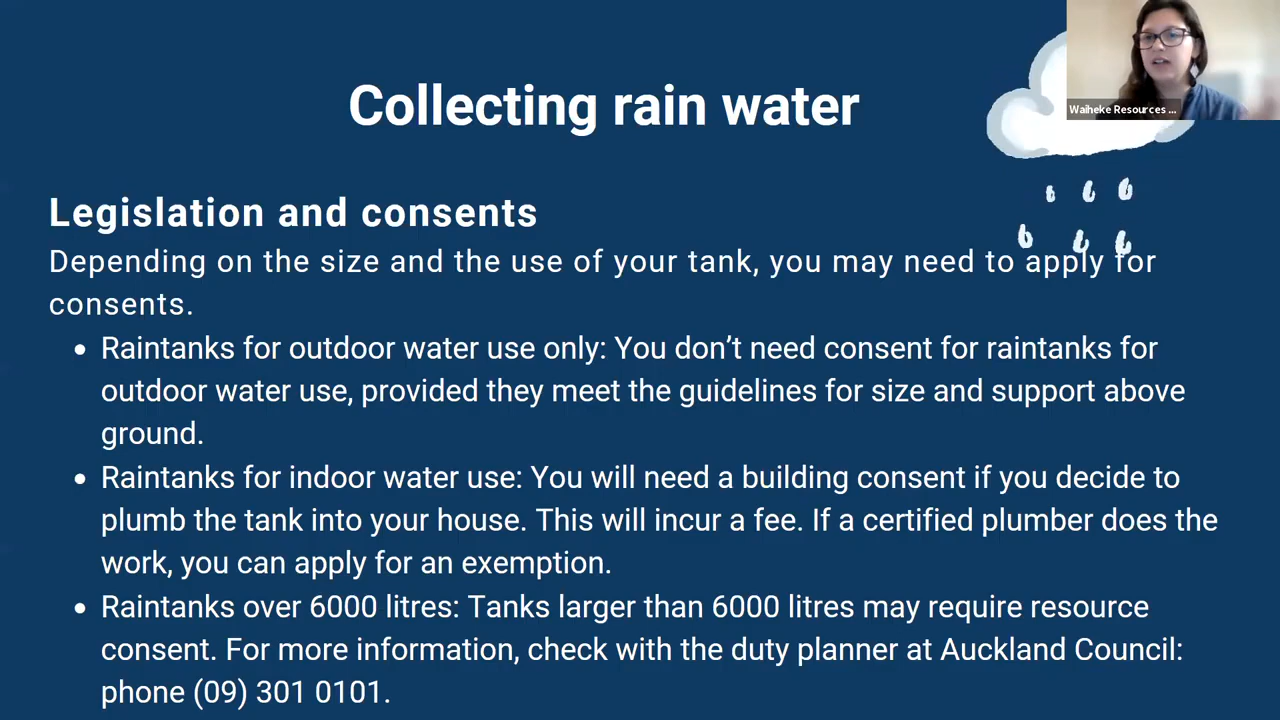 Collecting rain water
Waiheke Resources ...
Legislation and consents
Depending on the size and the use of your tank, you may need to apply for
consents.
• Raintanks for outdoor water use only: You don’t need consent for raintanks for
outdoor water use, provided they meet the guidelines for size and support above
ground.
• Raintanks for indoor water use: You will need a building consent if you decide to
plumb the tank into your house. This will incur a fee. If a certified plumber does the
work, you can apply for an exemption.
• Raintanks over 6000 litres: Tanks larger than 6000 litres may require resource
consent. For more information, check with the duty planner at Auckland Council:
phone (09) 301 0101.